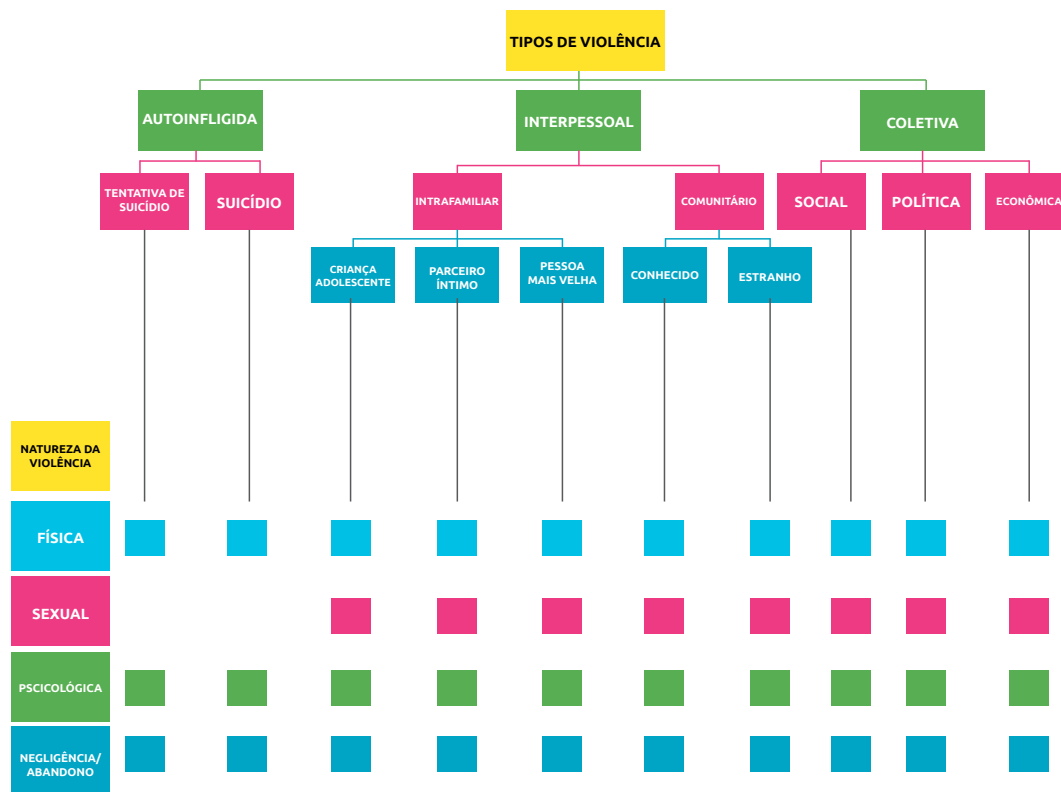 TIPOS DE VIOLÊNCIA
AUTOINFLIGIDA
INTERPESSOAL
COLETIVA
TENTATIVA DE
SUICÍDIO
SUICÍDIO
INTRAFAMILIAR
COMUNITÁRIO
SOCIAL
POLÍTICA
ECONÔMICA
CRIANÇA
ADOLESCENTE
PARCEIRO
ÍNTIMO
PESSOA
MAIS VELHA
CONHECIDO
ESTRANHO
NATUREZA DA
VIOLÊNCIA
FÍSICA
SEXUAL
PSCICOLÓGICA
NEGLIGÊNCIA/
ABANDONO